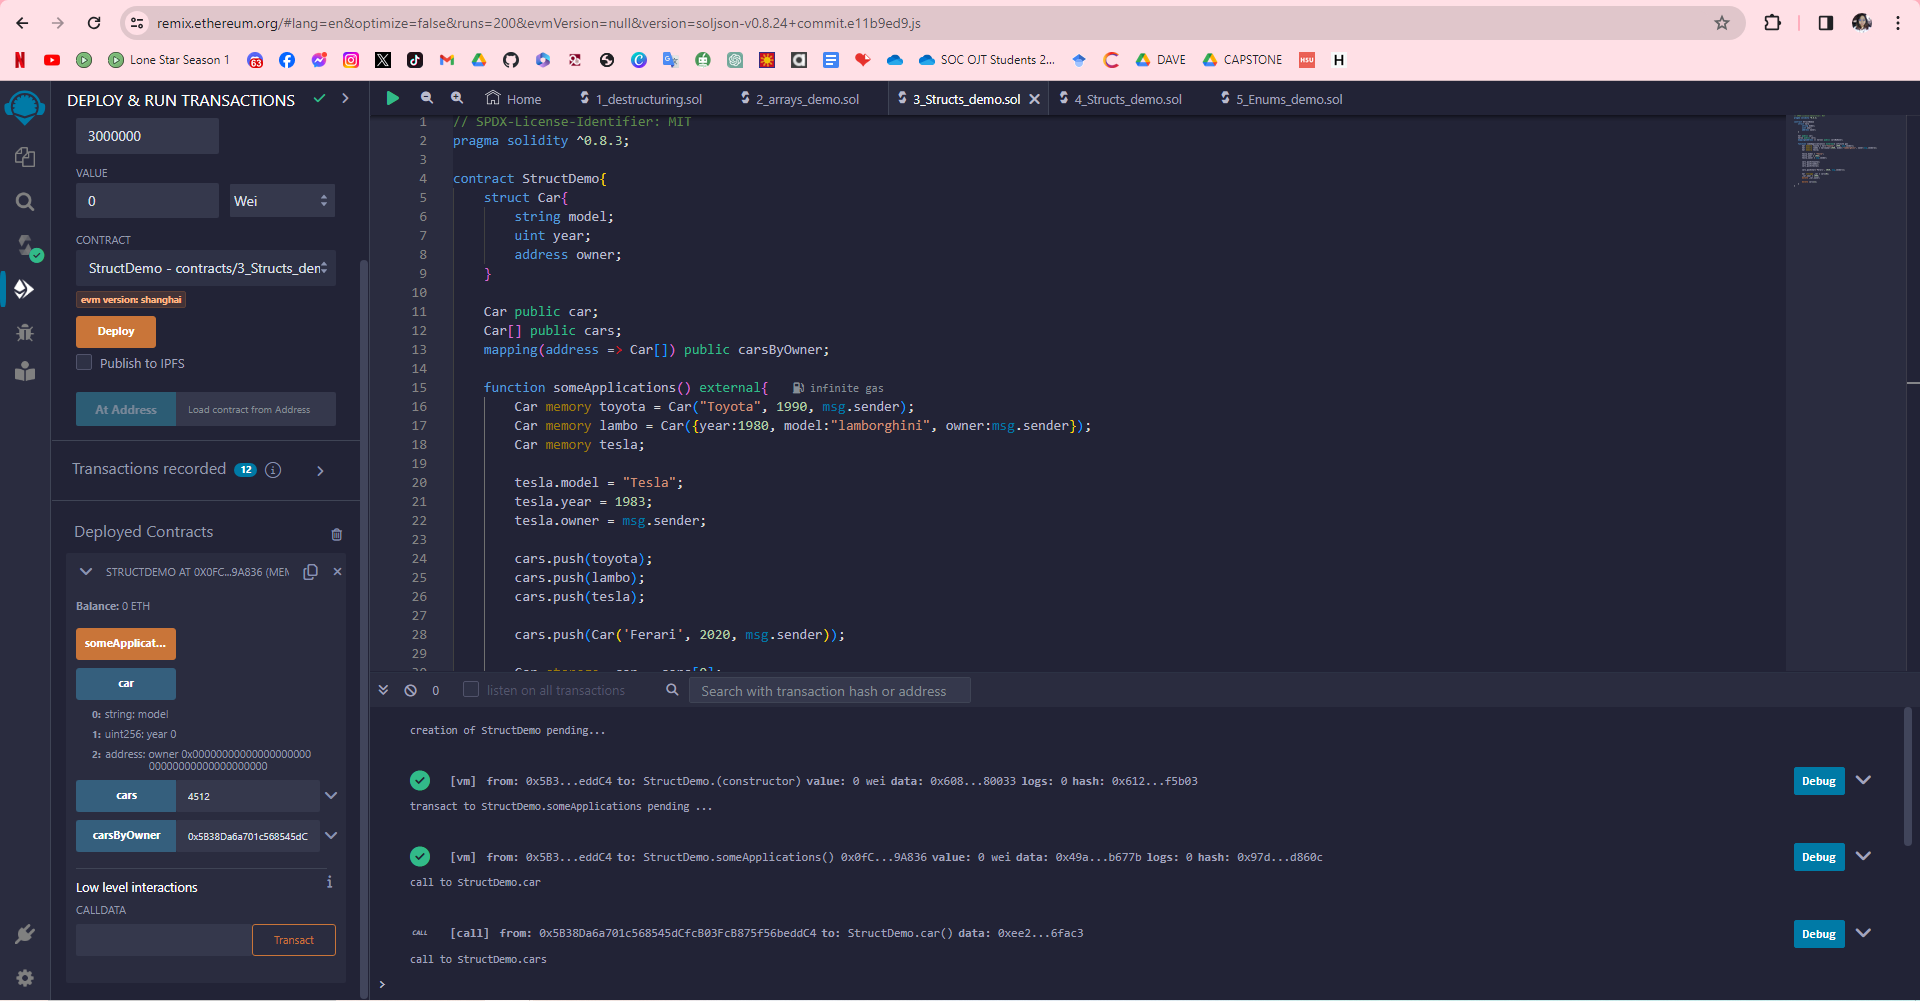 remix.ethereum.org/#lang=en&optimize=false&runs=200&evmVersion=null&version=soljson-v0.8.24+commit.e11b9ed9.js
Lone Star Season 1
63
SOC OJT Students 2...
DAVE
CAPSTONE
HSU
H
DEPLOY & RUN TRANSACTIONS
3000000
VALUE
0
Wei
CONTRACT
StructDemo - contracts/3_Structs_den
evm version: shanghai
Deploy
Publish to IPFS
At Address
Load contract from Address
Transactions recorded 12
Deployed Contracts
STRUCTDEMO AT 0X0FC...9A836 (MEM
Balance: 0 ETH
someApplicat...
car
0: string: model
1: uint256: year 0
2: address: owner 0x00000000000000000000
00000000000000000000
cars
4512
carsByOwner
0x5B38Da6a701c568545dC
Low level interactions
CALLDATA
Transact
Home
1_destructuring.sol
2_arrays_demo.sol
3_Structs_demo.sol
4_Structs_demo.sol
5_Enums_demo.sol
1 // SPDX-License-Identifier: MIT
2 pragma solidity ^0.8.3;
3
4 contract StructDemo{
5 struct Car{
6 string model;
7 uint year;
8 address owner;
9 }
10
11 Car public car;
12 Car[] public cars;
13 mapping(address => Car[]) public carsByOwner;
14
15 function someApplications() external{ infinite gas
16 Car memory toyota = Car("Toyota", 1990, msg.sender);
17 Car memory lambo = Car({year:1980, model:"lamborghini", owner:msg.sender});
18 Car memory tesla;
19
20 tesla.model = "Tesla";
21 tesla.year = 1983;
22 tesla.owner = msg.sender;
23
24 cars.push(toyota);
25 cars.push(lambo);
26 cars.push(tesla);
27
28 cars.push(Car('Ferari', 2020, msg.sender));
29
0
listen on all transactions
Search with transaction hash or address
creation of StructDemo pending...
[vm] from: 0x5B3...eddC4 to: StructDemo.(constructor) value: 0 wei data: 0x608...80033 logs: 0 hash: 0x612...f5b03
Debug
transact to StructDemo.someApplications pending ...
[vm] from: 0x5B3...eddC4 to: StructDemo.someApplications() 0x0fC...9A836 value: 0 wei data: 0x49a...b677b logs: 0 hash: 0x97d...d860c
Debug
call to StructDemo.car
CALL [call] from: 0x5B38Da6a701c568545dCfcB03FcB875f56beddC4 to: StructDemo.car() data: 0xee2...6fac3
Debug
call to StructDemo.cars
>